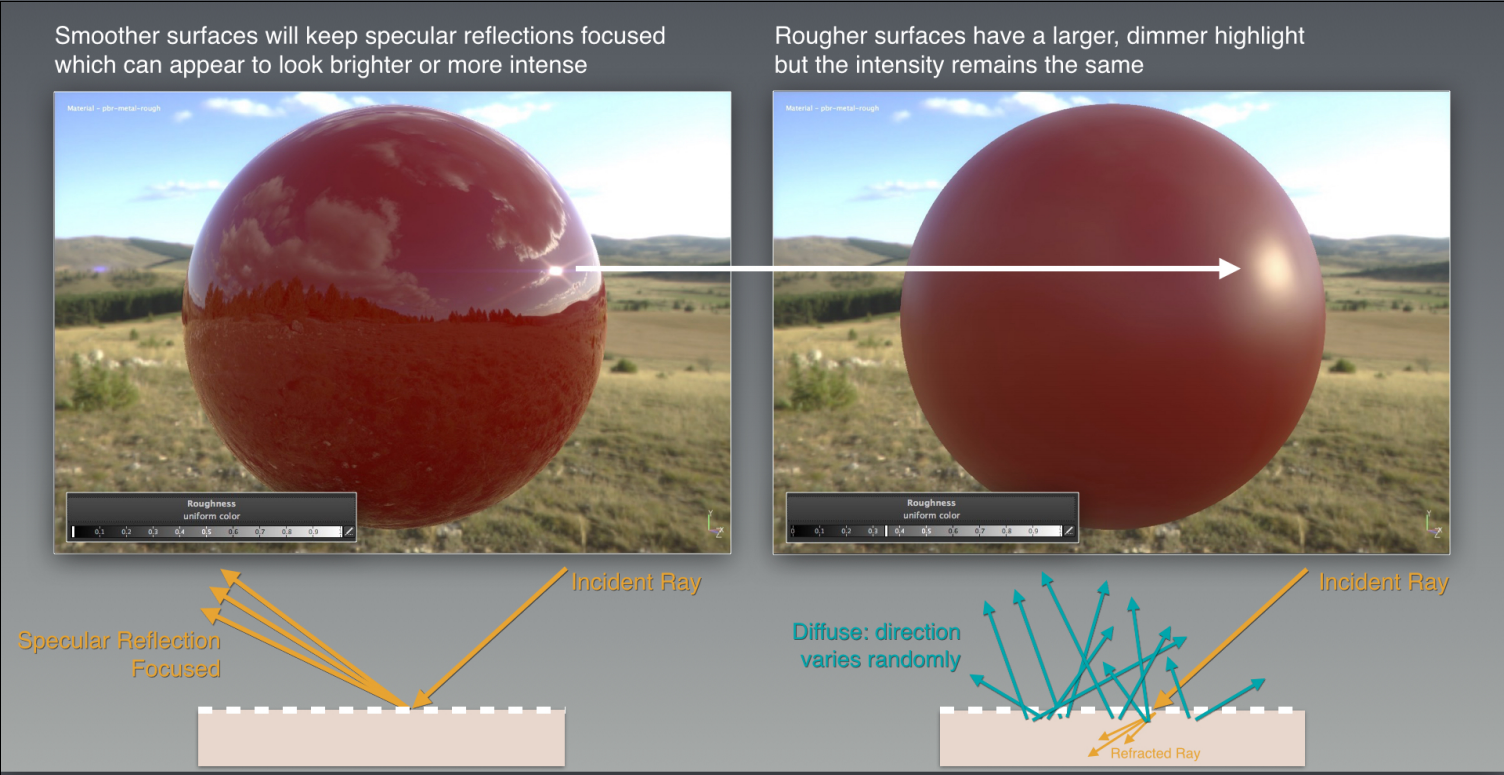 Smoother surfaces will keep specular reflections focused
which can appear to look brighter or more intense
Rougher surfaces have a larger, dimmer highlight
but the intensity remains the same
Material - pbr-metal-rough
Material - pbr-metal-rough
Roughness
uniform color
0.1 0.2 0.3 0.4 0.5 0.6 0.7 0.8 0.9
Y
Z
Roughness
uniform color
0 0.1 0.2 0.3 0.4 0.5 0.6 0.7 0.8 0.9
Y
Z
Incident Ray
Specular Reflection
Focused
Incident Ray
Diffuse: direction
varies randomly
Refracted Ray